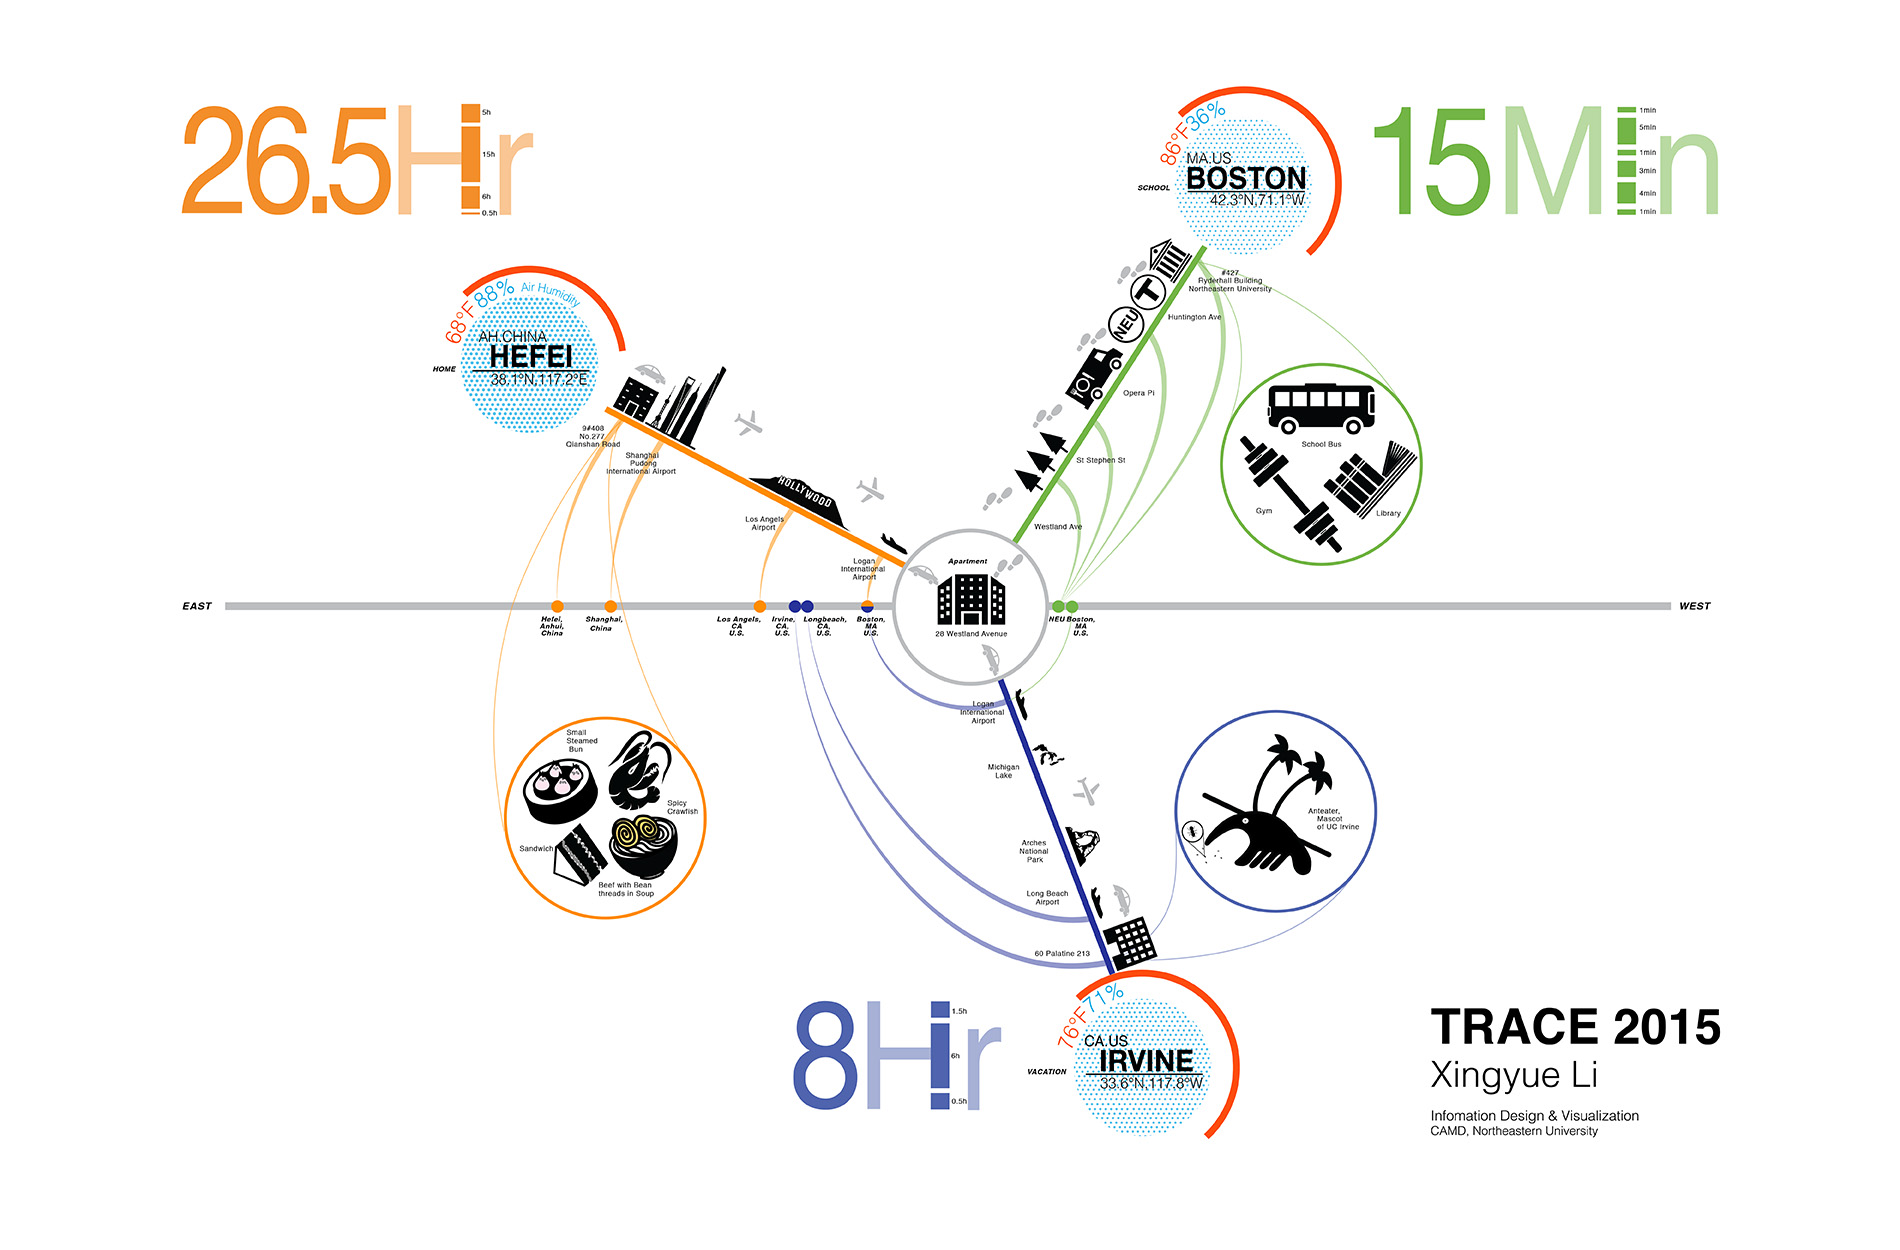 26.5Hr
5h
15h
6h
0.5h
86°F 36%
MA.US
BOSTON
42.3°N,71.1°W
SCHOOL
15Min
1min
5min
1min
3min
4min
1min
68°F 88% Air Humidity
AH.CHINA
HEFEI
38.1°N,117.2°E
HOME
9#408
No.277
Qianshan Road
Shanghai
Pudong
International Airport
HOLLYWOOD
Los Angels
Airport
Logan
International
Airport
#427
Ryderhall Building
Northeastern University
T
NEU
Huntington Ave
Opera Pl
St Stephen St
Westland Ave
School Bus
Gym
Library
Apartment
28 Westland Avenue
EAST
WEST
Hefei,
Anhui,
China
Shanghai,
China
Los Angels,
CA
U.S.
Irvine,
CA,
U.S.
Longbeach,
CA,
U.S.
Boston,
MA
U.S.
NEU
Boston,
MA
U.S.
Logan
International
Airport
Michigan
Lake
Arches
National
Park
Long Beach
Airport
60 Palatine 213
Small
Steamed
Bun
Spicy
Crawfish
Sandwich
Beef with Bean
threads in Soup
Anteater,
Mascot
of UC Irvine
8Hr
1.5h
6h
0.5h
76°F 71%
CA.US
IRVINE
33.6°N,117.8°W
VACATION
TRACE 2015
Xingyue Li
Infomation Design & Visualization
CAMD, Northeastern University